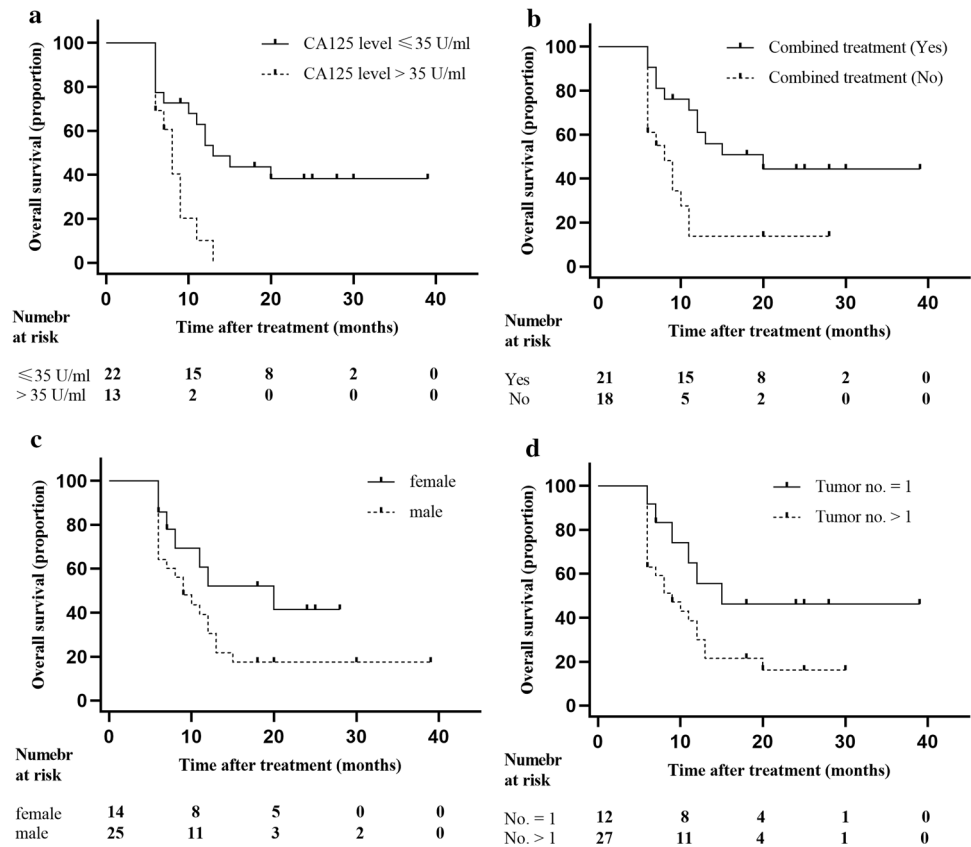 a
CA125 level ≤35 U/ml
CA125 level > 35 U/ml
Overall survival (proportion)
100
80
60
40
20
0
0 10 20 30 40
Time after treatment (months)
Numebr
at risk
≤35 U/ml 22 15 8 2 0
> 35 U/ml 13 2 0 0 0
b
Combined treatment (Yes)
Combined treatment (No)
Overall survival (proportion)
100
80
60
40
20
0
0 10 20 30 40
Time after treatment (months)
Numebr
at risk
Yes 21 15 8 2 0
No 18 5 2 0 0
c
female
male
Overall survival (proportion)
100
80
60
40
20
0
0 10 20 30 40
Time after treatment (months)
Numebr
at risk
female 14 8 5 0 0
male 25 11 3 2 0
d
Tumor no. = 1
Tumor no. > 1
Overall survival (proportion)
100
80
60
40
20
0
0 10 20 30 40
Time after treatment (months)
Numebr
at risk
No. = 1 12 8 4 1 0
No. > 1 27 11 4 1 0